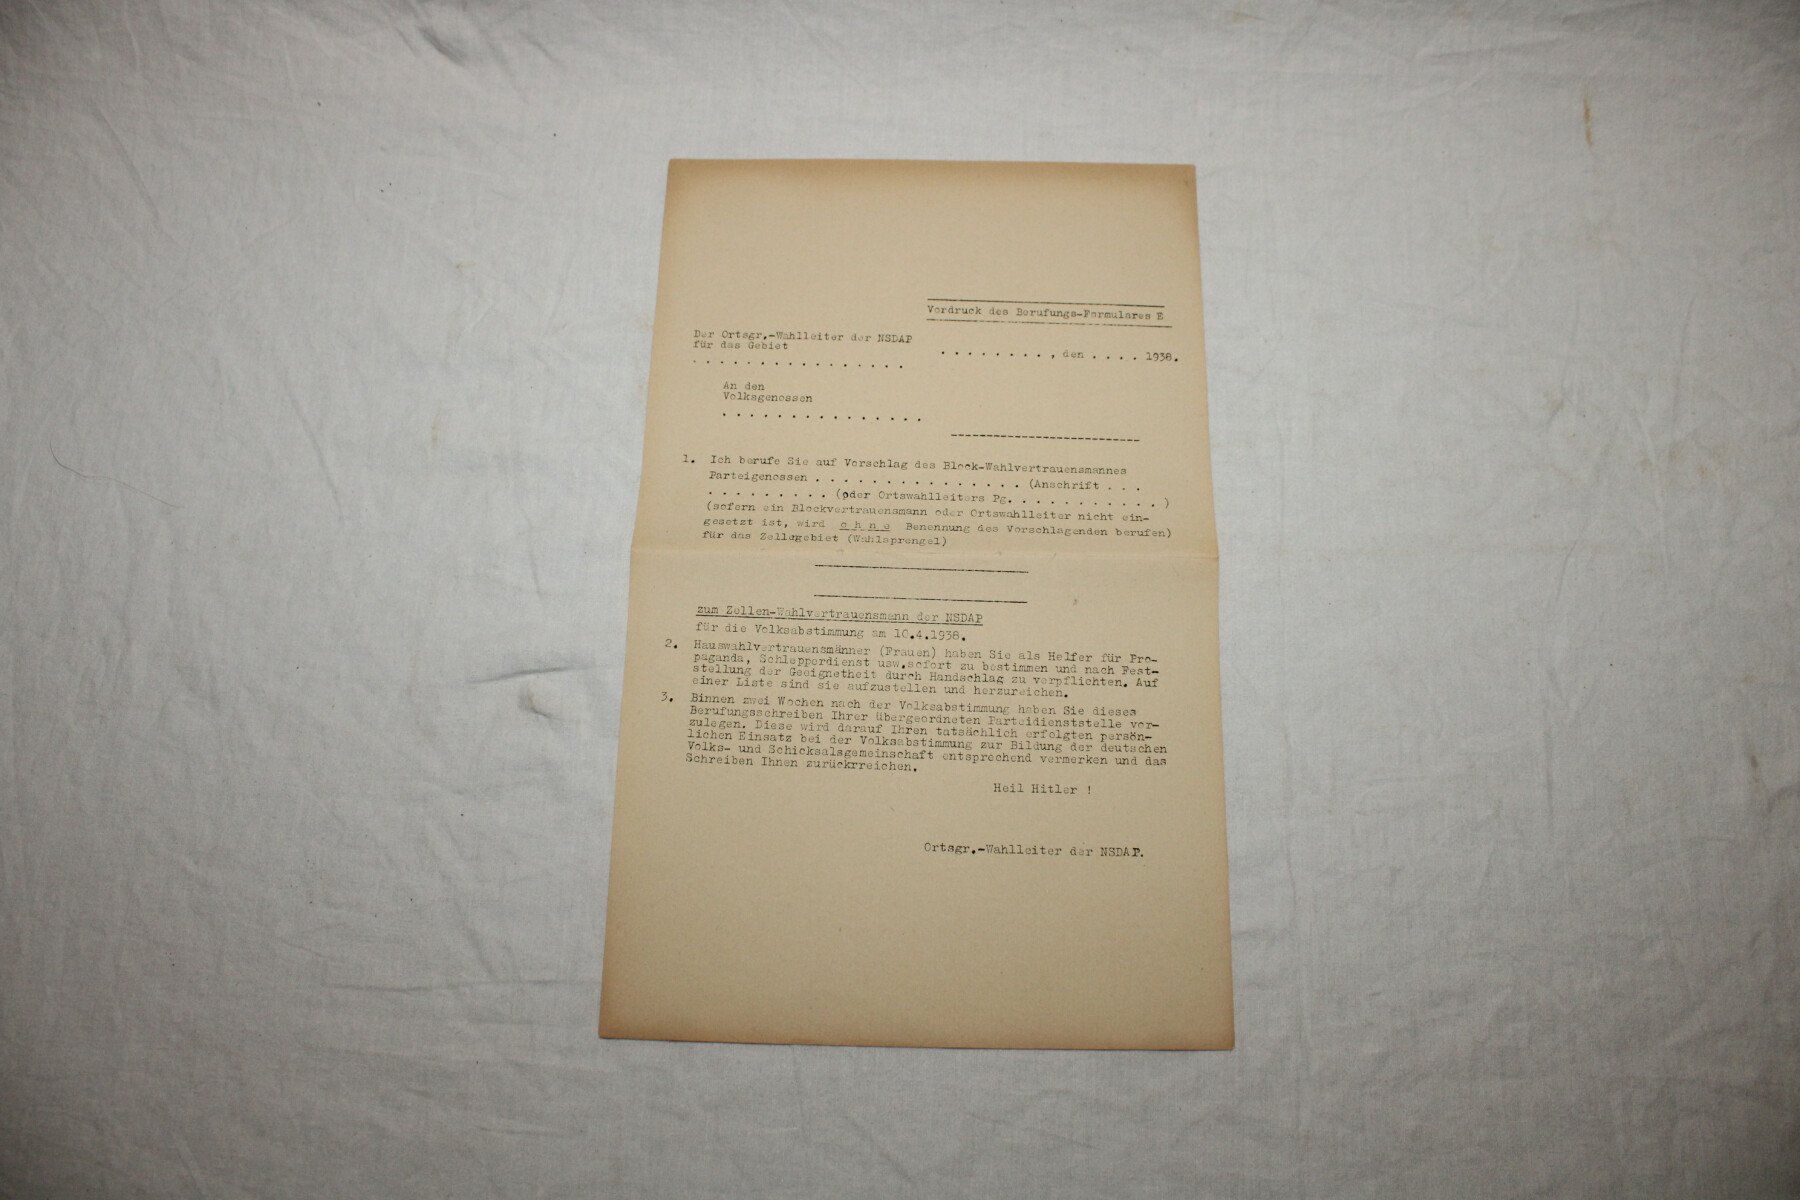 Vordruck des Berufungs-Formulares E
Der Ortsgr.-Wahlleiter der NSDAP
für das Gebiet
. . . . . . . . . , den . . . . 1938.
. . . . . . . . . . . . . . . .
An den
Volksgenossen
. . . . . . . . . . . . . . .
---------------------------
1. Ich berufe Sie auf Vorschlag des Block-Wahlvertrauensmannes
Parteigenossen . . . . . . . . . . . . . . . (Anschrift . . .
. . . . . . . . . (oder Ortswahlleiters Pg. . . . . . . . . . . . )
(sofern ein Blockvertrauensmann oder Ortswahlleiter nicht ein-
gesetzt ist, wird o h n e Benennung des Vorschlagenden berufen)
für das Zellegebiet (Wahlsprengel)
zum Zellen-Wahlvertrauensmann der NSDAP
für die Volksabstimmung am 10.4.1938.
2. Hauswahlvertrauensmänner (Frauen) haben Sie als Helfer für Pro-
paganda, Schlepperdienst usw.sofort zu bestimmen und nach Fest-
stellung der Geeignetheit durch Handschlag zu verpflichten. Auf
einer Liste sind sie aufzustellen und herzureichen.
3. Binnen zwei Wochen nach der Volksabstimmung haben Sie dieses
Berufungsschreiben Ihrer übergeordneten Parteidienststelle vor-
zulegen. Diese wird darauf Ihren tatsächlich erfolgten persön-
lichen Einsatz bei der Volksabstimmung zur Bildung der deutschen
Volks- und Schicksalsgemeinschaft entsprechend vermerken und das
Schreiben Ihnen zurückrreichen.
Heil Hitler !
Ortsgr.-Wahlleiter der NSDAP.